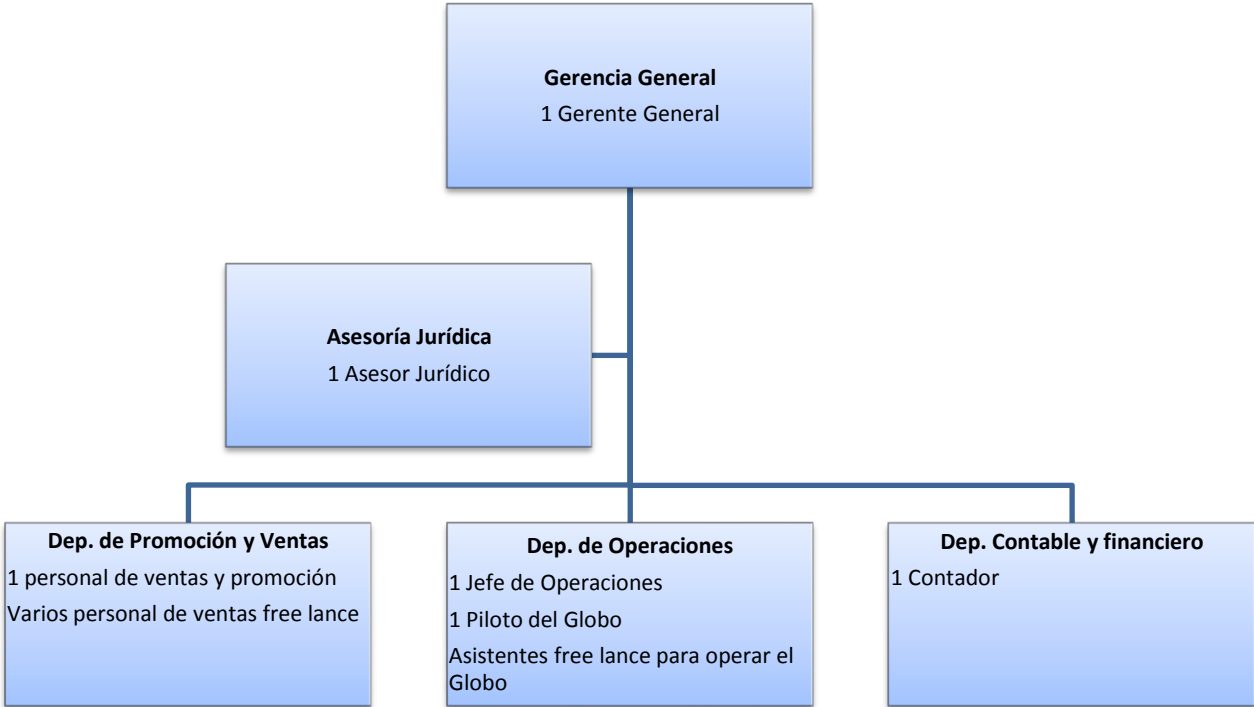 Gerencia General
1 Gerente General
Asesoría Jurídica
1 Asesor Jurídico
Dep. de Promoción y Ventas
1 personal de ventas y promoción
Varios personal de ventas free lance
Dep. de Operaciones
1 Jefe de Operaciones
1 Piloto del Globo
Asistentes free lance para operar el
Globo
Dep. Contable y financiero
1 Contador